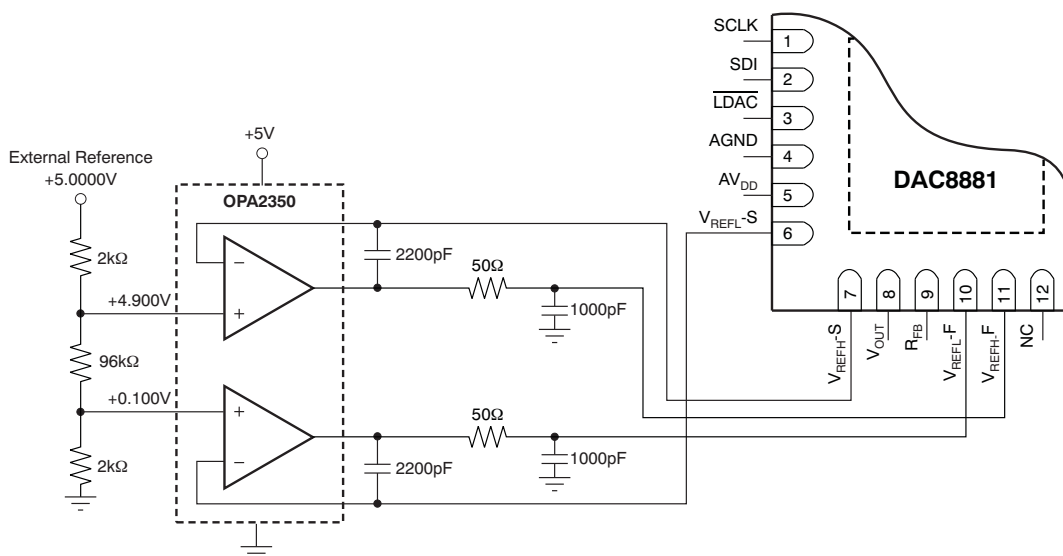 SCLK
1
SDI
2
LDAC
3
AGND
4
AV_DD
5
V_REFL-S
6
DAC8881
7
8
9
10
11
12
V_REFH-S
V_OUT
R_FB
V_REFL-F
V_REFH-F
NC
+5V
External Reference
+5.0000V
OPA2350
2kΩ
−
+
+4.900V
2200pF
50Ω
1000pF
96kΩ
+0.100V
+
−
2200pF
50Ω
1000pF
2kΩ